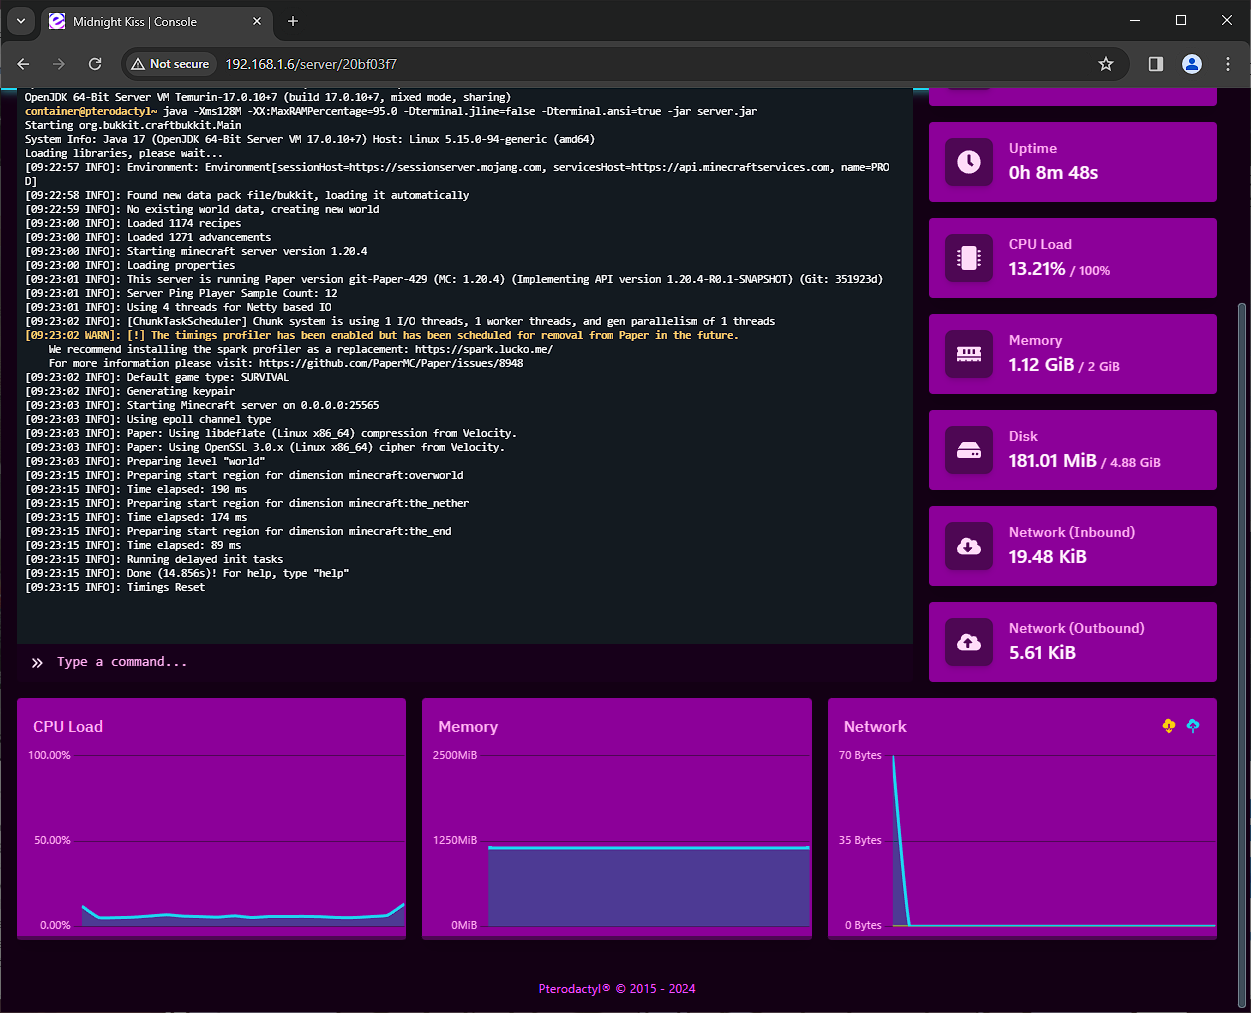 Midnight Kiss | Console
Not secure
192.168.1.6/server/20bf03f7
OpenJDK 64-Bit Server VM Temurin-17.0.10+7 (build 17.0.10+7, mixed mode, sharing)
container@pterodactyl~ java -Xms128M -XX:MaxRAMPercentage=95.0 -Dterminal.jline=false -Dterminal.ansi=true -jar server.jar
Starting org.bukkit.craftbukkit.Main
System Info: Java 17 (OpenJDK 64-Bit Server VM 17.0.10+7) Host: Linux 5.15.0-94-generic (amd64)
Loading libraries, please wait...
[09:22:57 INFO]: Environment: Environment[sessionHost=https://sessionserver.mojang.com, servicesHost=https://api.minecraftservices.com, name=PRO
D]
[09:22:58 INFO]: Found new data pack file/bukkit, loading it automatically
[09:22:59 INFO]: No existing world data, creating new world
[09:23:00 INFO]: Loaded 1174 recipes
[09:23:00 INFO]: Loaded 1271 advancements
[09:23:00 INFO]: Starting minecraft server version 1.20.4
[09:23:00 INFO]: Loading properties
[09:23:01 INFO]: This server is running Paper version git-Paper-429 (MC: 1.20.4) (Implementing API version 1.20.4-R0.1-SNAPSHOT) (Git: 351923d)
[09:23:01 INFO]: Server Ping Player Sample Count: 12
[09:23:01 INFO]: Using 4 threads for Netty based IO
[09:23:02 INFO]: [ChunkTaskScheduler] Chunk system is using 1 I/O threads, 1 worker threads, and gen parallelism of 1 threads
[09:23:02 WARN]: [!] The timings profiler has been enabled but has been scheduled for removal from Paper in the future.
We recommend installing the spark profiler as a replacement: https://spark.lucko.me/
For more information please visit: https://github.com/PaperMC/Paper/issues/8948
[09:23:02 INFO]: Default game type: SURVIVAL
[09:23:02 INFO]: Generating keypair
[09:23:03 INFO]: Starting Minecraft server on 0.0.0.0:25565
[09:23:03 INFO]: Using epoll channel type
[09:23:03 INFO]: Paper: Using libdeflate (Linux x86_64) compression from Velocity.
[09:23:03 INFO]: Paper: Using OpenSSL 3.0.x (Linux x86_64) cipher from Velocity.
[09:23:03 INFO]: Preparing level "world"
[09:23:15 INFO]: Preparing start region for dimension minecraft:overworld
[09:23:15 INFO]: Time elapsed: 190 ms
[09:23:15 INFO]: Preparing start region for dimension minecraft:the_nether
[09:23:15 INFO]: Time elapsed: 174 ms
[09:23:15 INFO]: Preparing start region for dimension minecraft:the_end
[09:23:15 INFO]: Time elapsed: 89 ms
[09:23:15 INFO]: Running delayed init tasks
[09:23:15 INFO]: Done (14.856s)! For help, type "help"
[09:23:15 INFO]: Timings Reset
Type a command...
Uptime
0h 8m 48s
CPU Load
13.21% / 100%
Memory
1.12 GiB / 2 GiB
Disk
181.01 MiB / 4.88 GiB
Network (Inbound)
19.48 KiB
Network (Outbound)
5.61 KiB
CPU Load
100.00%
50.00%
0.00%
Memory
2500MiB
1250MiB
0MiB
Network
70 Bytes
35 Bytes
0 Bytes
Pterodactyl® © 2015 - 2024